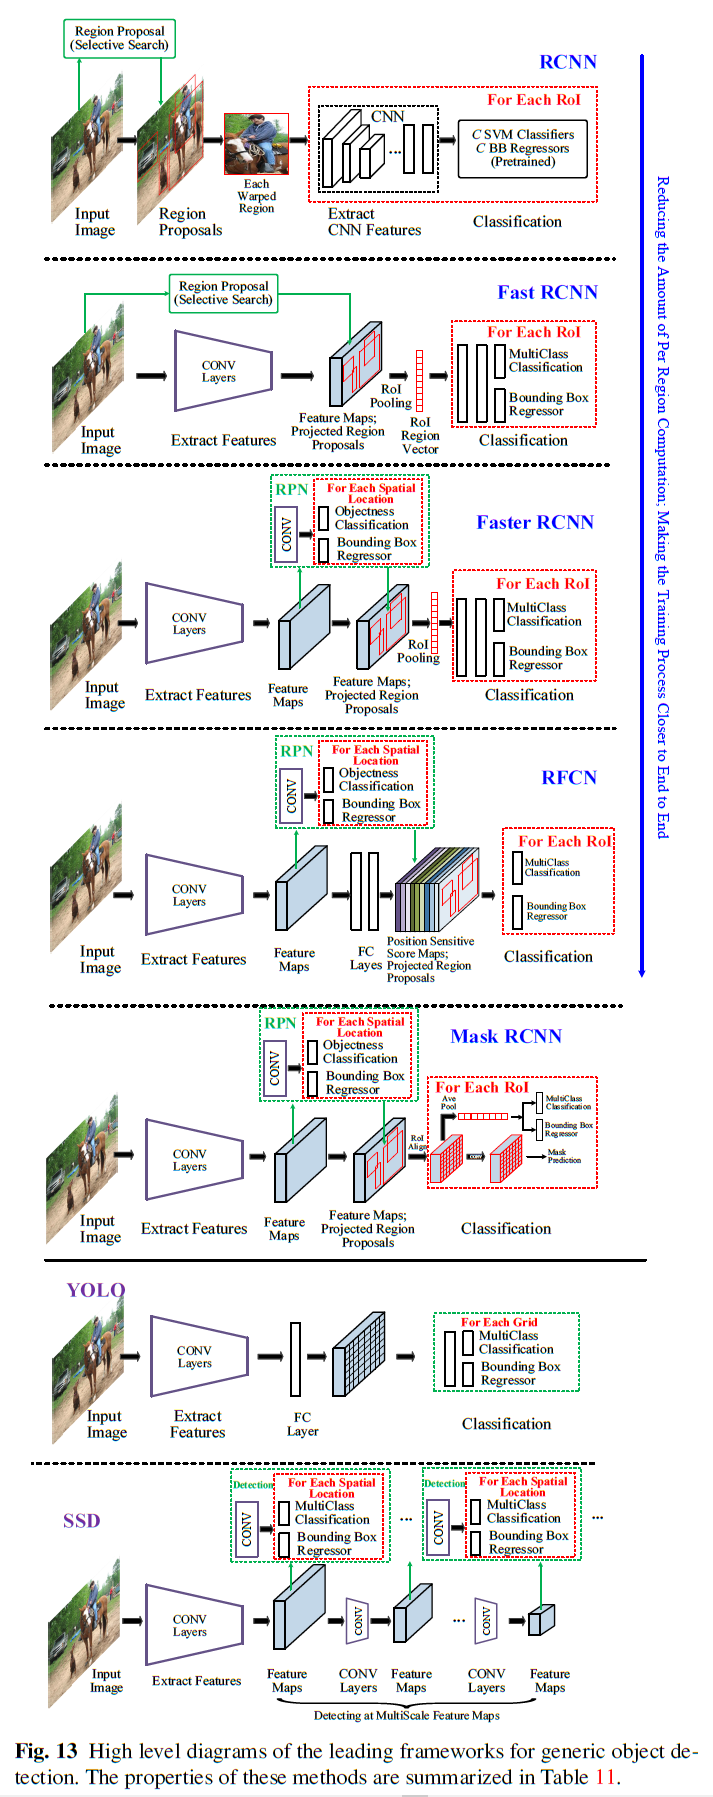 Region Proposal
(Selective Search)
RCNN
For Each RoI
CNN
...
C SVM Classifiers
C BB Regressors
(Pretrained)
Input
Image
Region
Proposals
Each
Warped
Region
Extract
CNN Features
Classification
Reducing the Amount of Per Region Computation; Making the Training Process Closer to End to End
Region Proposal
(Selective Search)
Fast RCNN
For Each RoI
CONV
Layers
MultiClass
Classification
Bounding Box
Regressor
RoI
Pooling
Input
Image
Extract Features
Feature Maps;
Projected Region
Proposals
RoI
Region
Vector
Classification
RPN
For Each Spatial
Location
CONV
Objectness
Classification
Bounding Box
Regressor
Faster RCNN
For Each RoI
CONV
Layers
MultiClass
Classification
Bounding Box
Regressor
RoI
Pooling
Input
Image
Extract Features
Feature
Maps
Feature Maps;
Projected Region
Proposals
Classification
RPN
For Each Spatial
Location
CONV
Objectness
Classification
Bounding Box
Regressor
RFCN
For Each RoI
CONV
Layers
MultiClass
Classification
Bounding Box
Regressor
Input
Image
Extract Features
Feature
Maps
FC
Layes
Position Sensitive
Score Maps;
Projected Region
Proposals
Classification
RPN
For Each Spatial
Location
CONV
Objectness
Classification
Bounding Box
Regressor
Mask RCNN
For Each RoI
Ave
Pool
MultiClass
Classification
Bounding Box
Regressor
RoI
Align
Mask
Prediction
CONV
Layers
Input
Image
Extract Features
Feature
Maps
Feature Maps;
Projected Region
Proposals
Classification
YOLO
For Each Grid
CONV
Layers
MultiClass
Classification
Bounding Box
Regressor
Input
Image
Extract
Features
FC
Layer
Classification
SSD
Detection
For Each Spatial
Location
CONV
MultiClass
Classification
Bounding Box
Regressor
...
Detection
For Each Spatial
Location
CONV
MultiClass
Classification
Bounding Box
Regressor
...
CONV
Layers
CONV
...
CONV
Input
Image
Extract Features
Feature
Maps
CONV
Layers
Feature
Maps
CONV
Layers
Feature
Maps
Detecting at MultiScale Feature Maps
Fig. 13 High level diagrams of the leading frameworks for generic object de-
tection. The properties of these methods are summarized in Table 11.